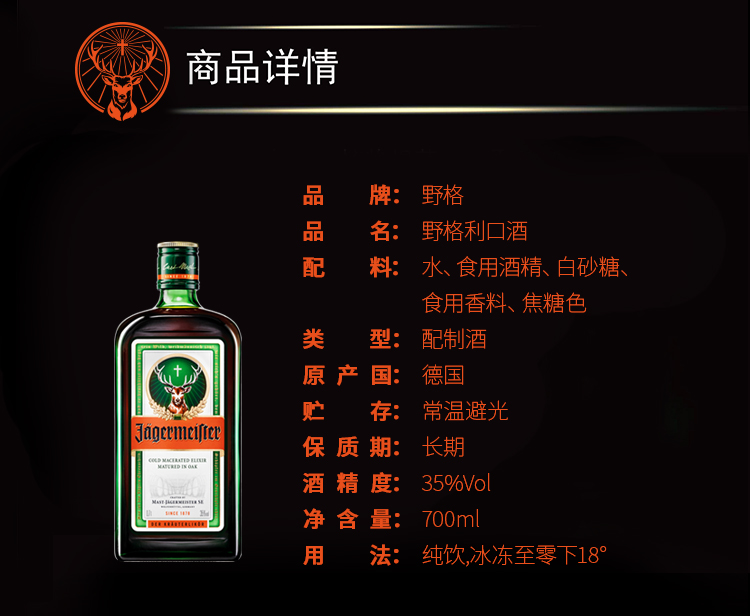 商品详情
品牌：野格
品名：野格利口酒
配料：水、食用酒精、白砂糖、
食用香料、焦糖色
类型：配制酒
原产国：德国
贮存：常温避光
保质期：长期
酒精度：35%Vol
净含量：700ml
用法：纯饮,冰冻至零下18°
SINCE 1878
Jägermeister
COLD MACERATED ELIXIR
MATURED IN OAK
MAST-JÄGERMEISTER SE
SINCE 1878
DER KRÄUTERLIKÖR